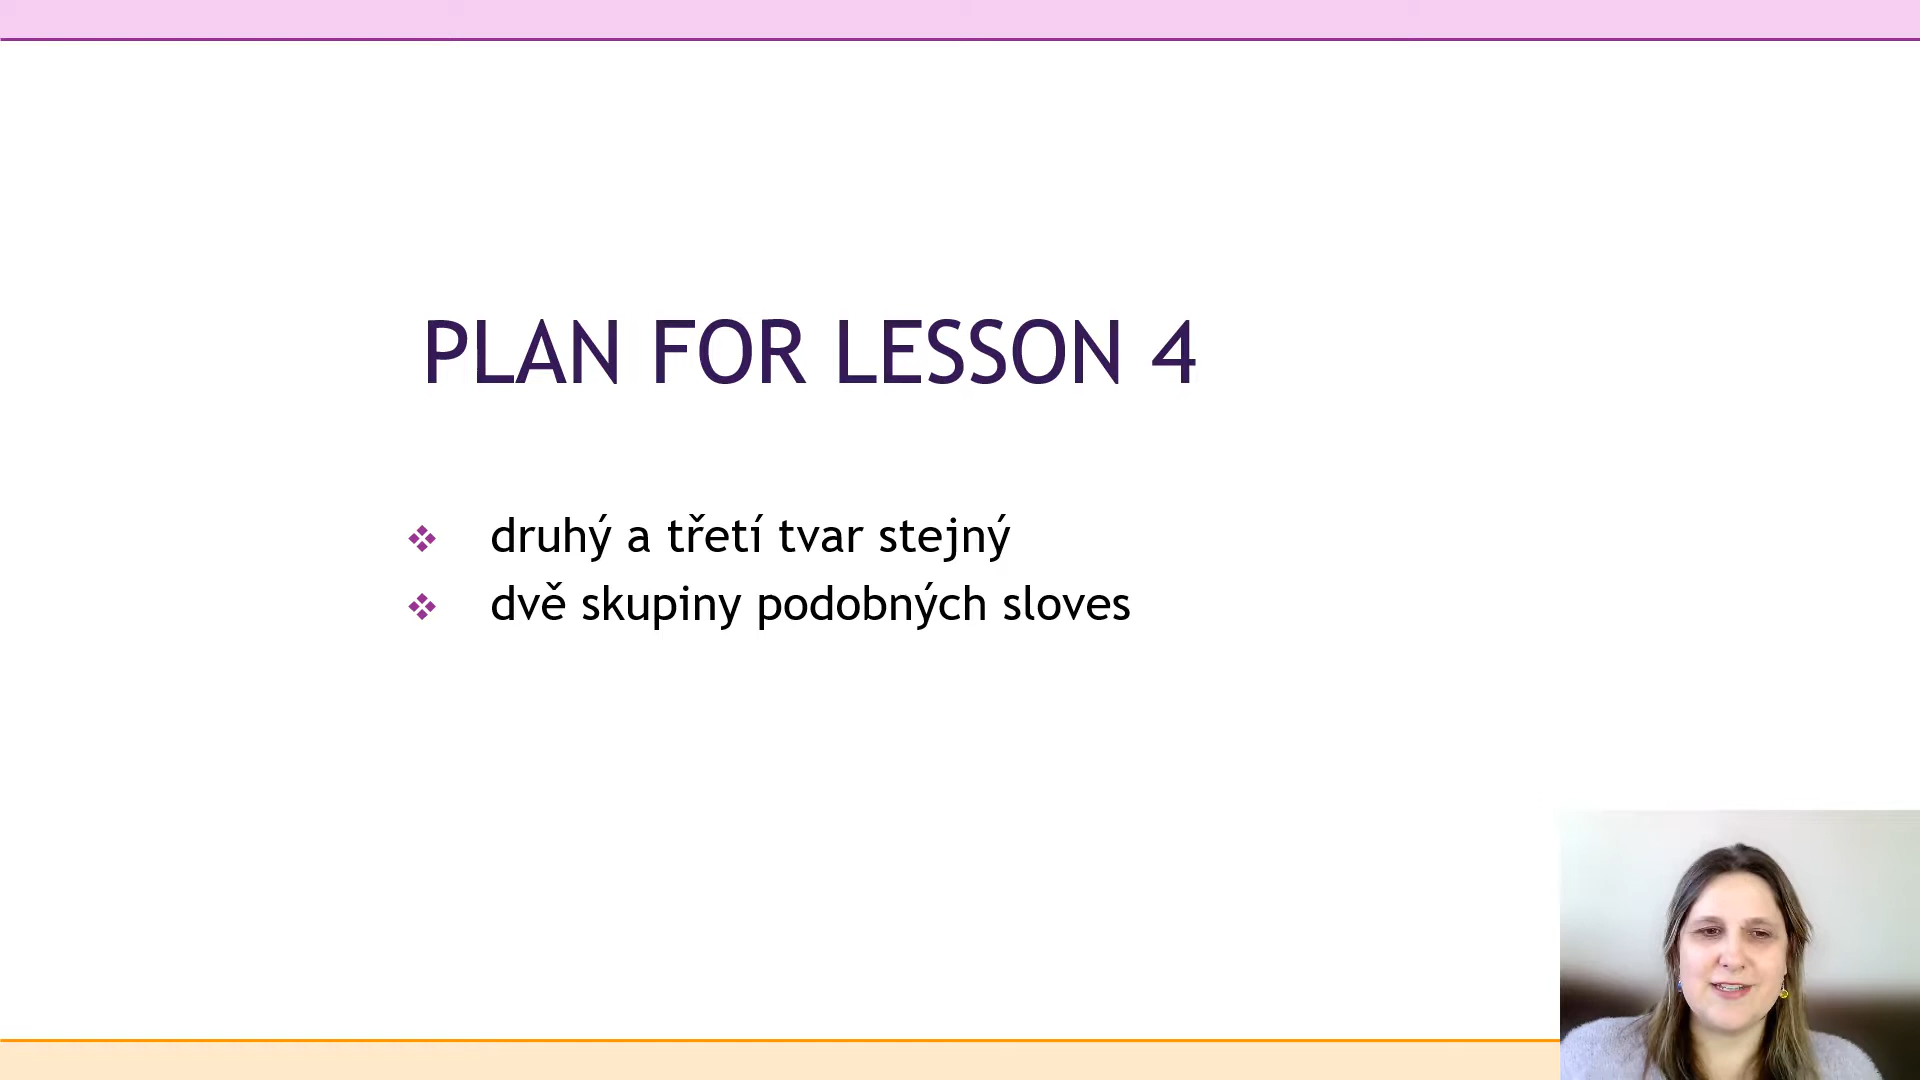 PLAN FOR LESSON 4
druhý a třetí tvar stejný
dvě skupiny podobných sloves